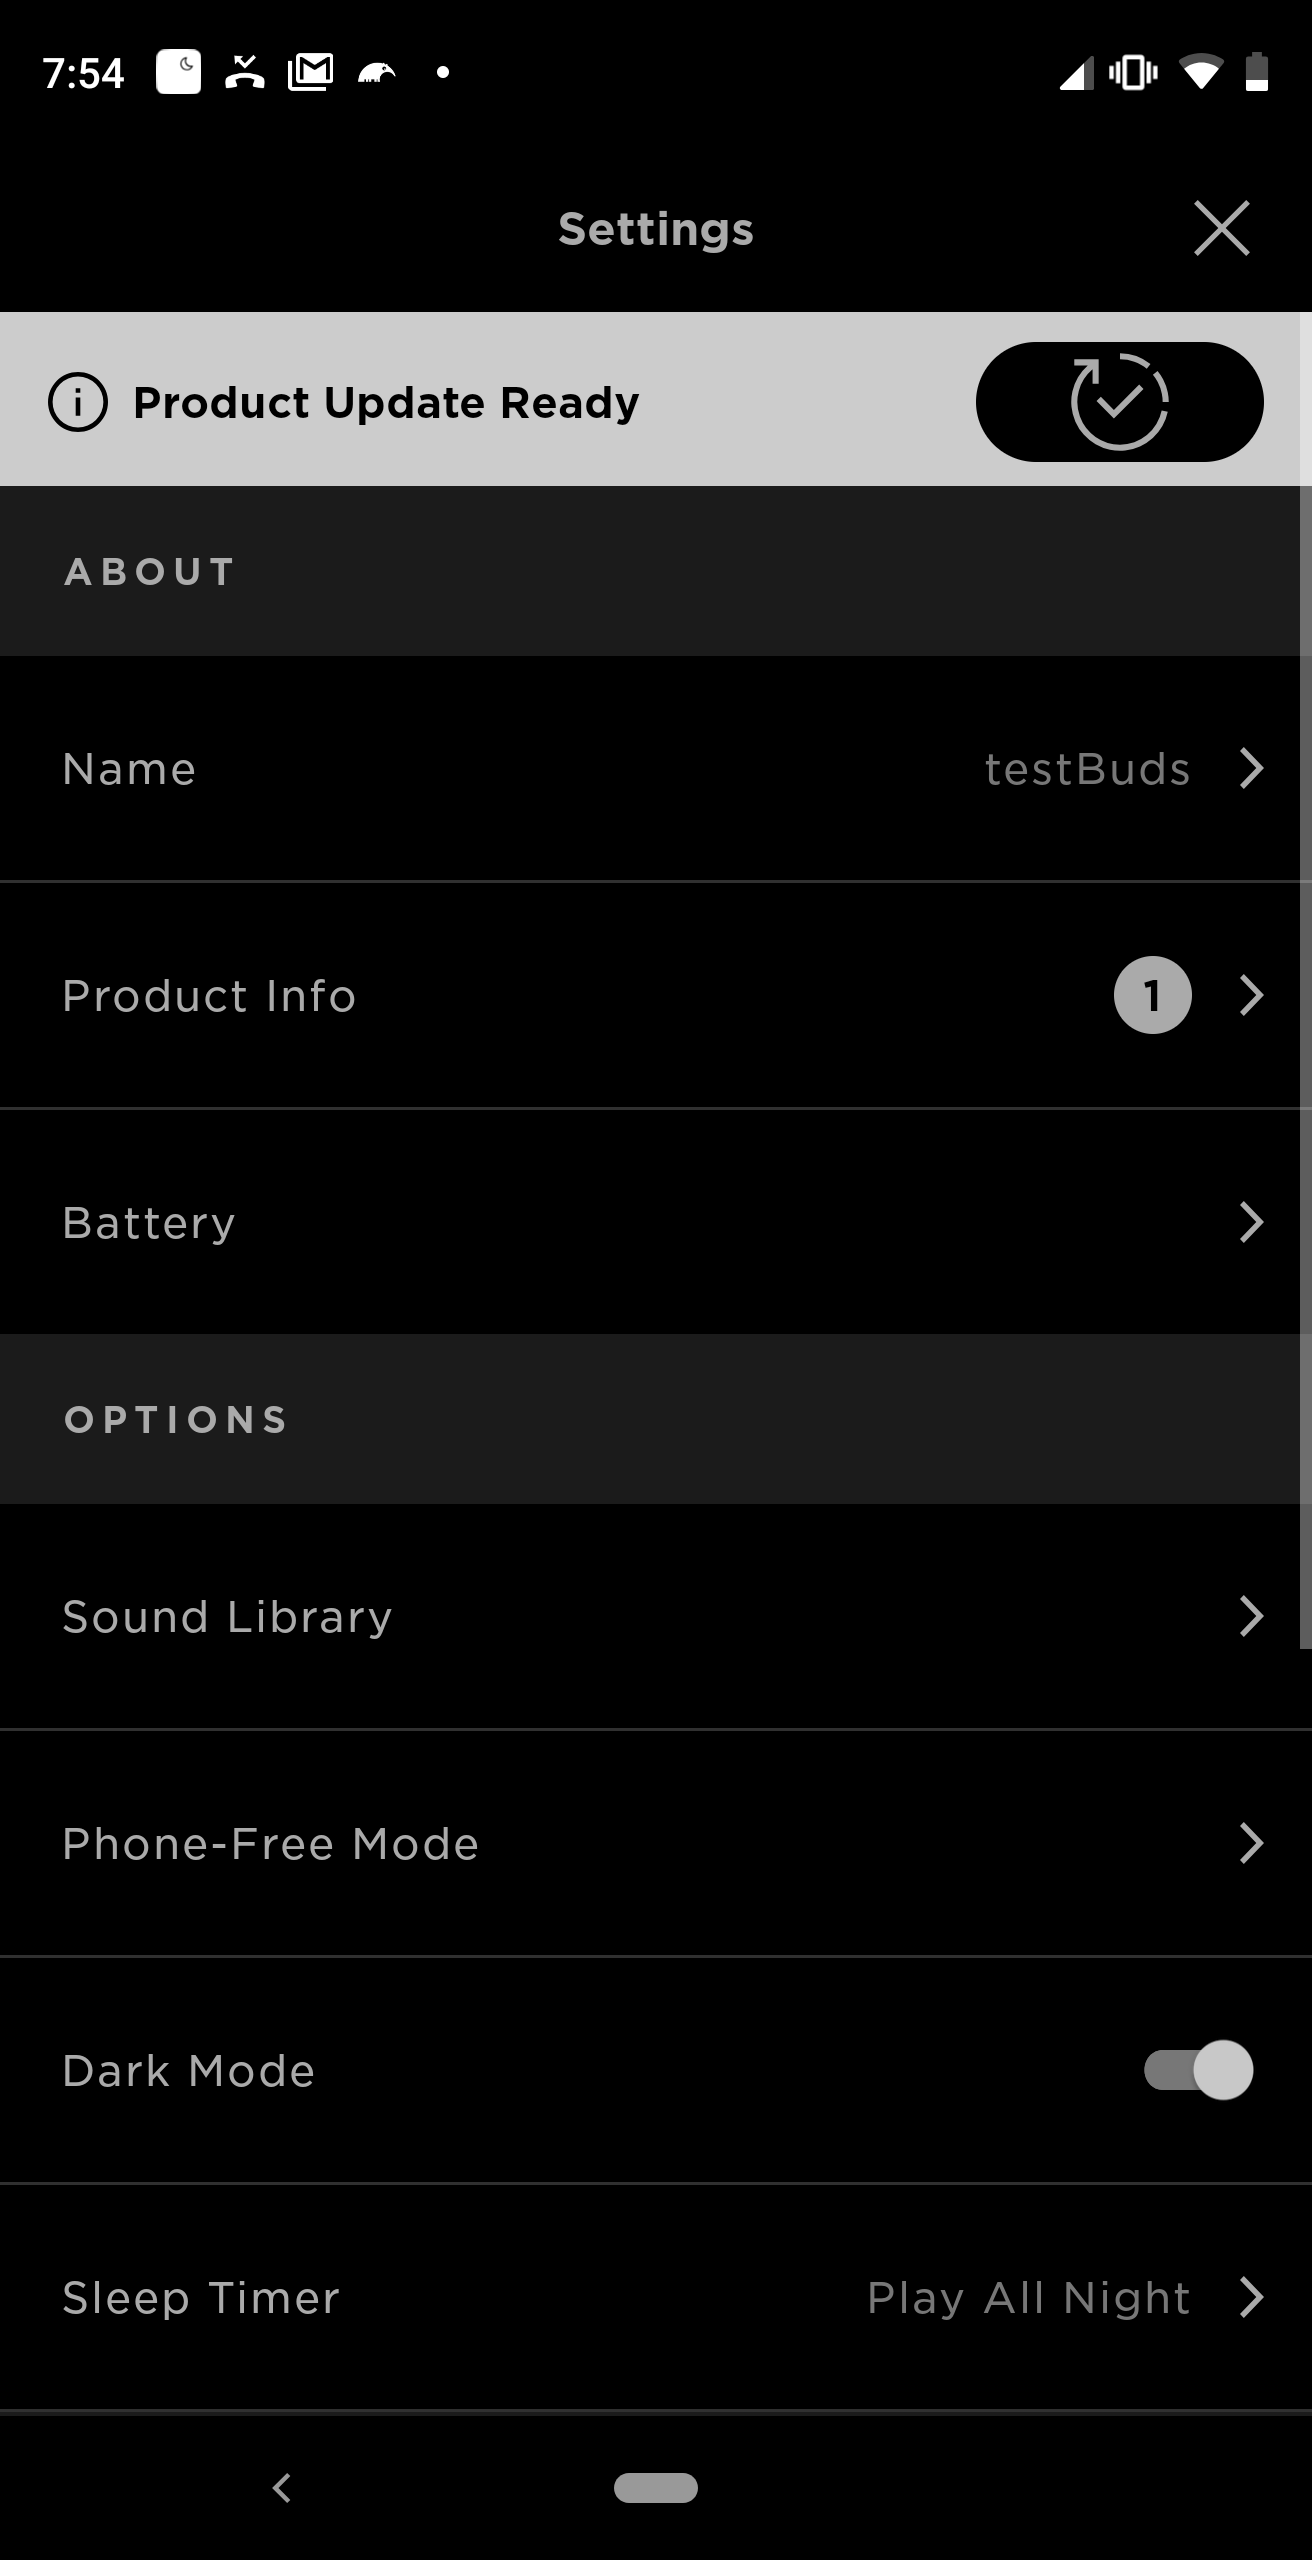 7:54
Settings
Product Update Ready
ABOUT
Name testBuds
Product Info 1
Battery
OPTIONS
Sound Library
Phone-Free Mode
Dark Mode
Sleep Timer Play All Night